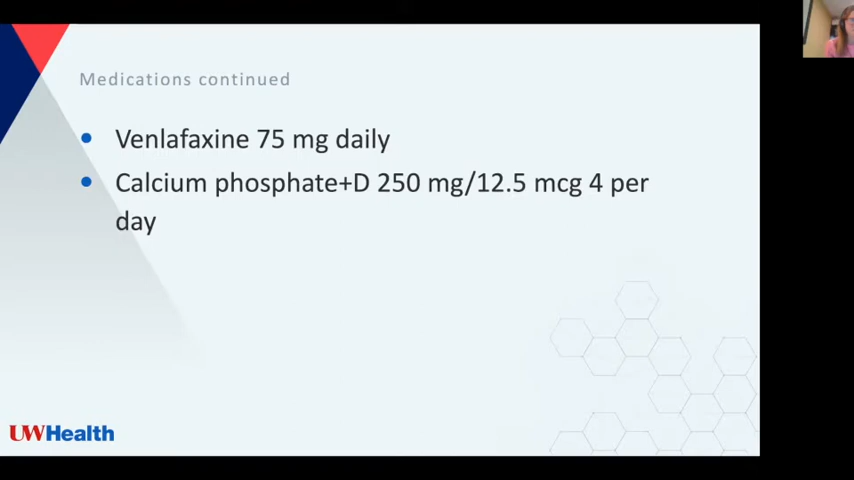 Medications continued
• Venlafaxine 75 mg daily
• Calcium phosphate+D 250 mg/12.5 mcg 4 per
day
UWHealth